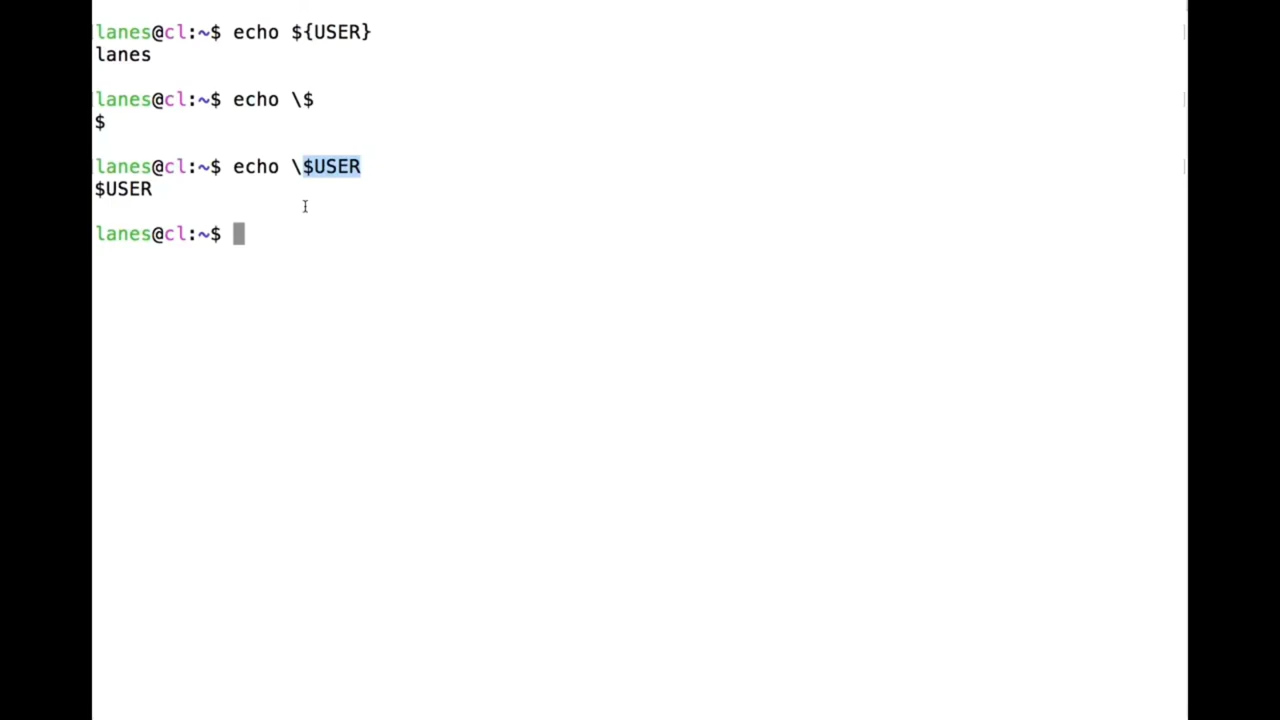 lanes@cl:~$ echo ${USER}
lanes
lanes@cl:~$ echo \$
$
lanes@cl:~$ echo \$USER
$USER
lanes@cl:~$